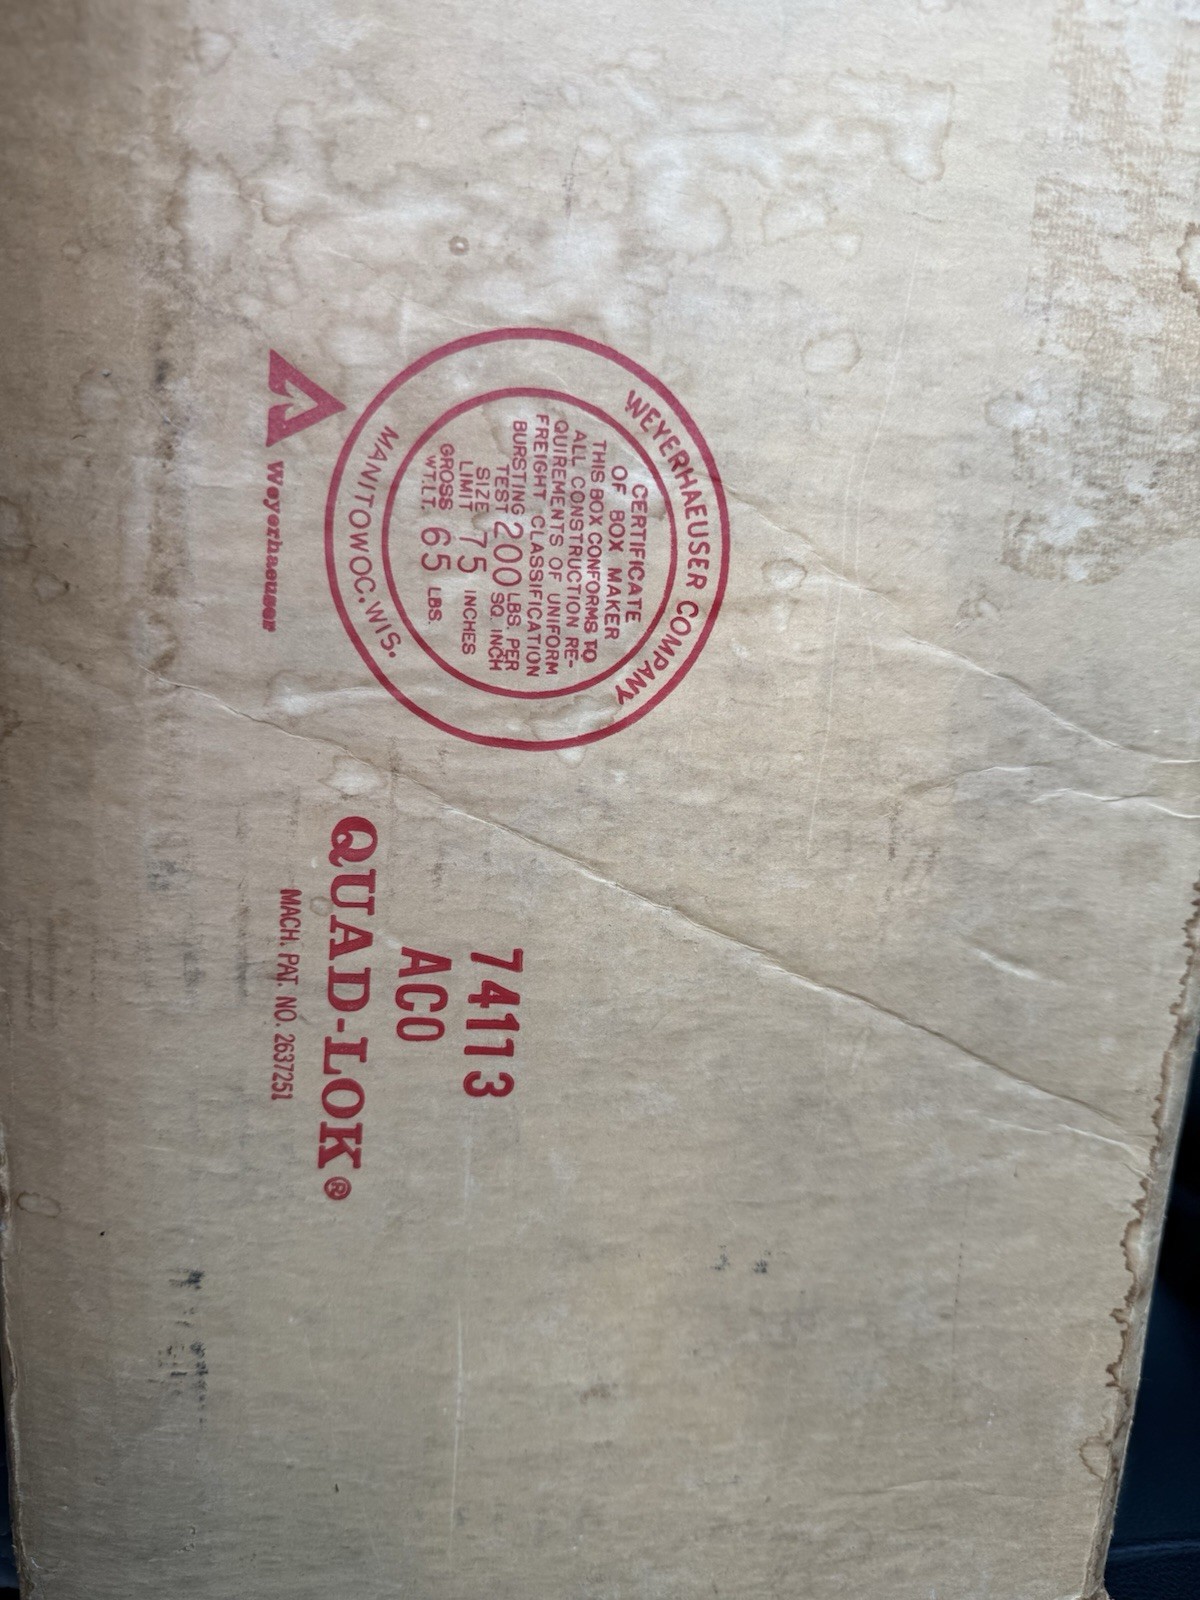 WEYERHAEUSER COMPANY
CERTIFICATE
OF BOX MAKER
THIS BOX CONFORMS TO
ALL CONSTRUCTION RE-
QUIREMENTS OF UNIFORM
FREIGHT CLASSIFICATION
BURSTING TEST 200 LBS. PER SQ. INCH
SIZE LIMIT 75 INCHES
GROSS WT. LT. 65 LBS.
MANITOWOC, WIS.
Weyerhaeuser
74113
ACO
QUAD-LOK®
MACH. PAT. NO. 2637251